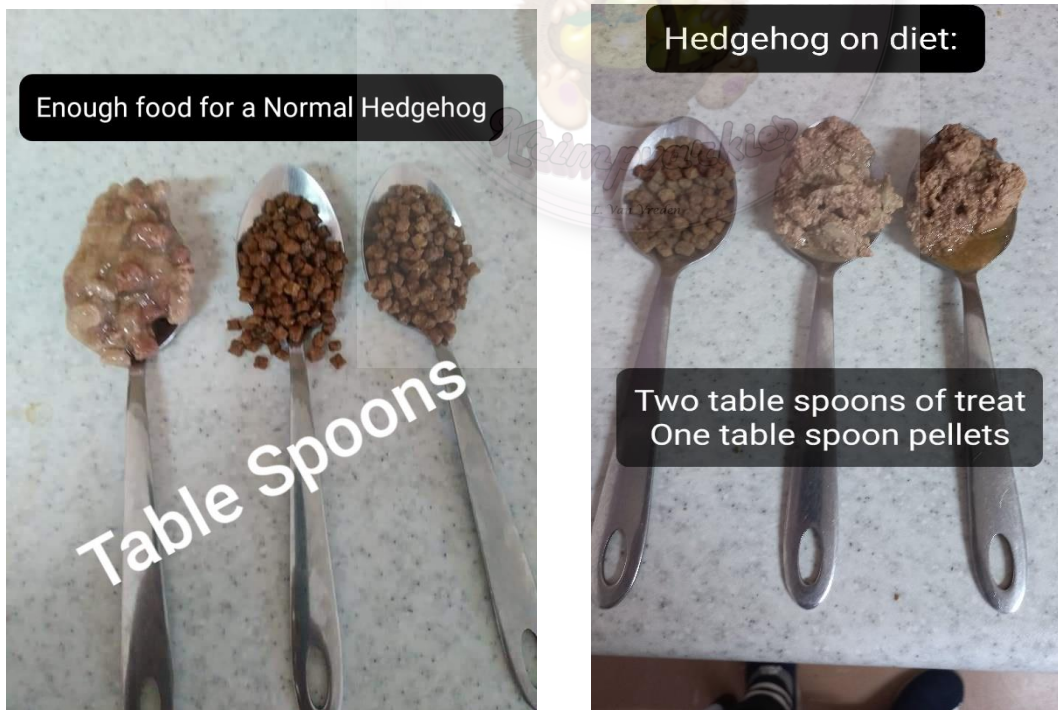 Enough food for a Normal Hedgehog
Table Spoons
Hedgehog on diet:
Two table spoons of treat
One table spoon pellets